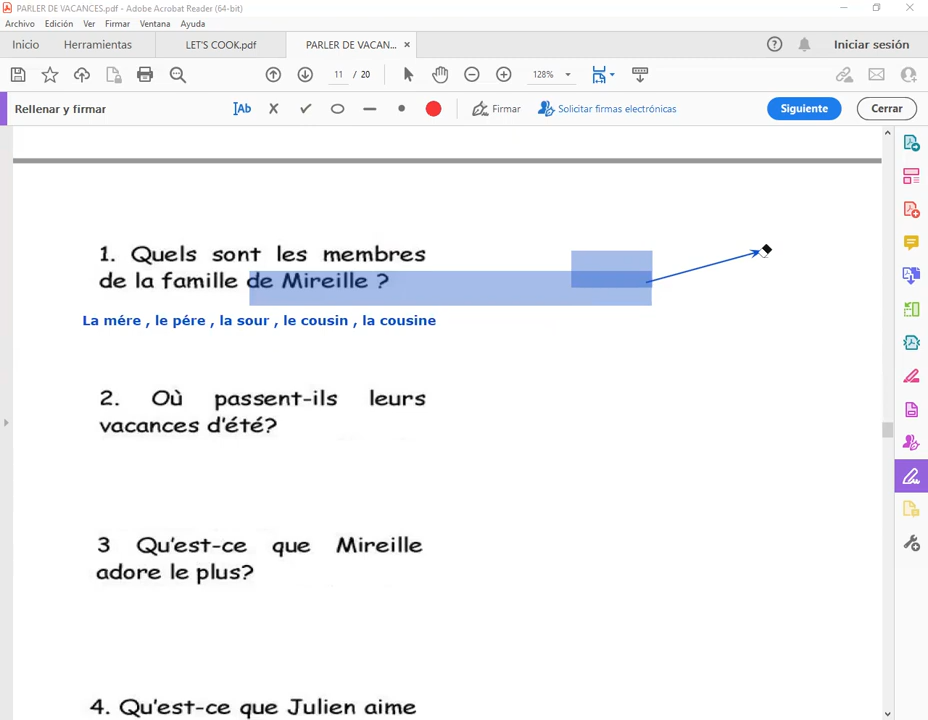 PARLER DE VACANCES.pdf - Adobe Acrobat Reader (64-bit)
Archivo Edición Ver Firmar Ventana Ayuda
Inicio Herramientas LET'S COOK.pdf PARLER DE VACAN... × Iniciar sesión
11 / 20 128%
Rellenar y firmar Ab Firmar Solicitar firmas electrónicas Siguiente Cerrar
1. Quels sont les membres
de la famille de Mireille ?
La mére , le pére , la sour , le cousin , la cousine
2. Où passent-ils leurs
vacances d'été?
3 Qu'est-ce que Mireille
adore le plus?
4. Qu'est-ce que Julien aime